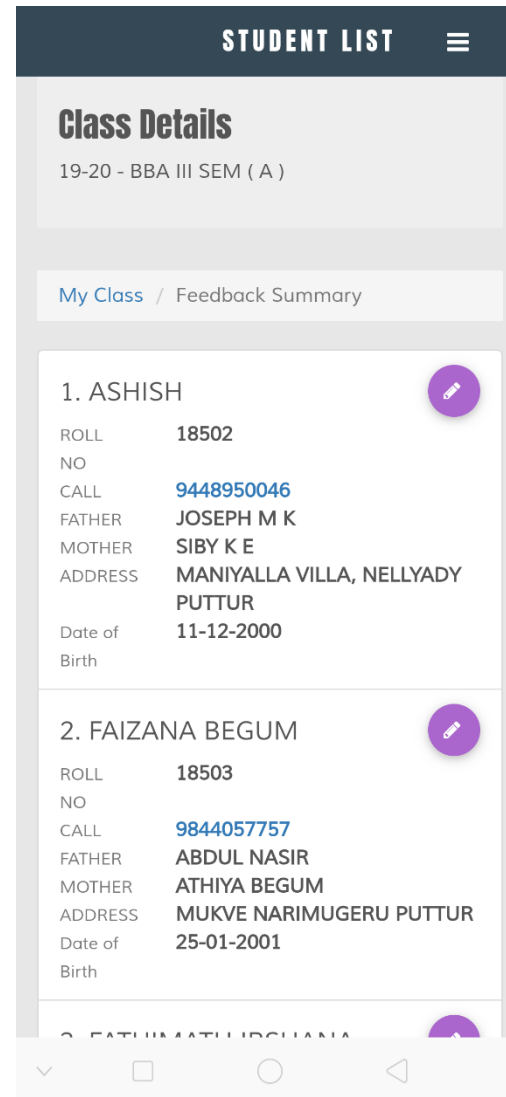 STUDENT LIST
Class Details
19-20 - BBA III SEM ( A )
My Class / Feedback Summary
1. ASHISH
ROLL NO 18502
CALL 9448950046
FATHER JOSEPH M K
MOTHER SIBY K E
ADDRESS MANIYALLA VILLA, NELLYADY
PUTTUR
Date of Birth 11-12-2000
2. FAIZANA BEGUM
ROLL NO 18503
CALL 9844057757
FATHER ABDUL NASIR
MOTHER ATHIYA BEGUM
ADDRESS MUKVE NARIMUGERU PUTTUR
Date of Birth 25-01-2001